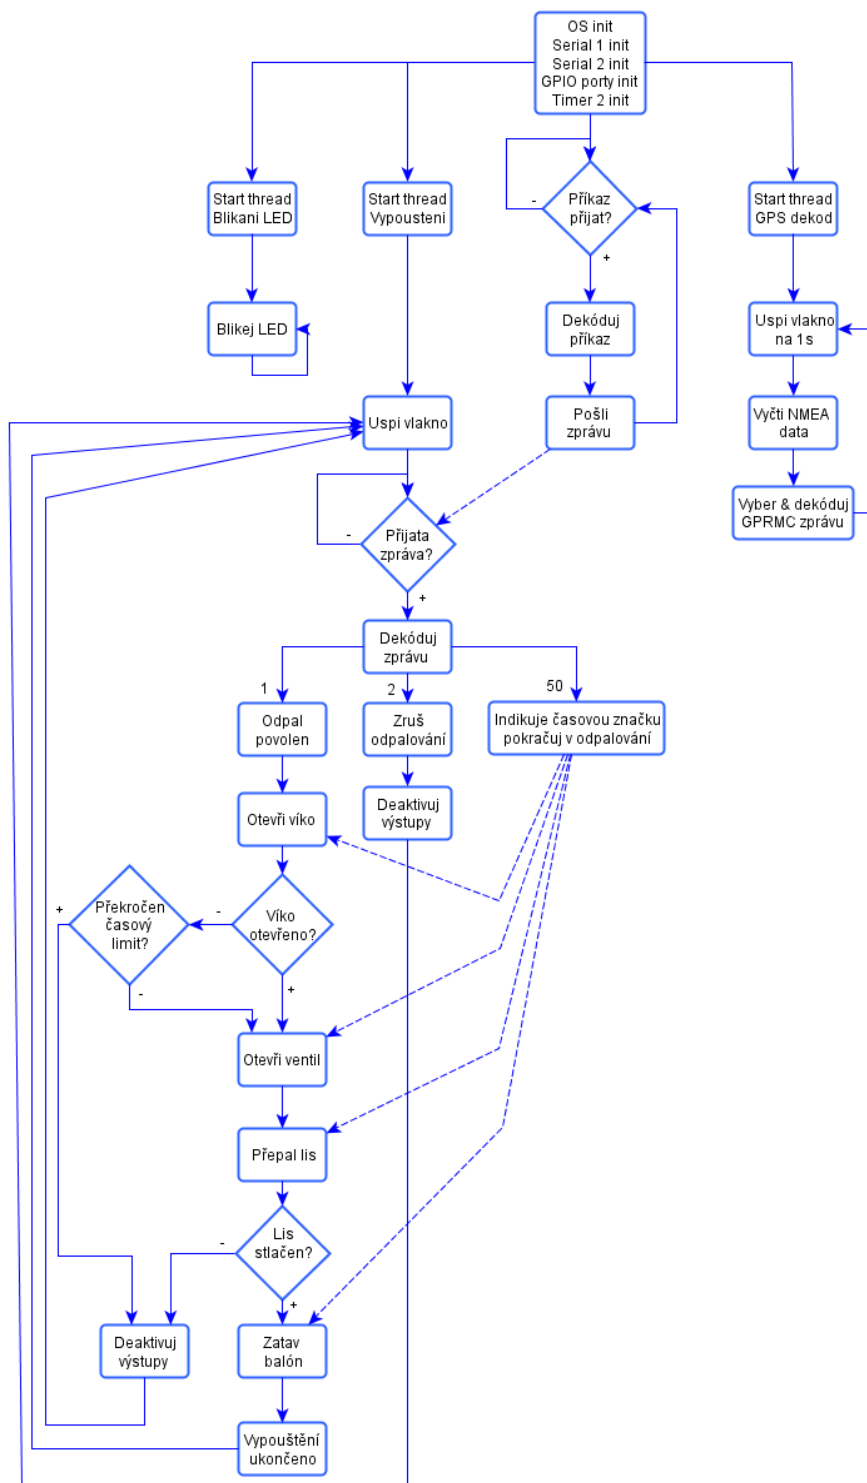 OS init
Serial 1 init
Serial 2 init
GPIO porty init
Timer 2 init
Start thread
Blikani LED
Start thread
Vypousteni
Příkaz
přijat?
-
+
Start thread
GPS dekod
Blikej LED
Dekóduj
příkaz
Uspi vlakno
na 1s
Uspi vlakno
Pošli
zprávu
Vyčti NMEA
data
Vyber & dekóduj
GPRMC zprávu
Přijata
zpráva?
-
+
Dekóduj
zprávu
1
2
50
Odpal
povolen
Zruš
odpalování
Indikuje časovou značku
pokračuj v odpalování
Otevři víko
Deaktivuj
výstupy
Překročen
časový
limit?
+
-
Víko
otevřeno?
-
+
Otevři ventil
Přepal lis
Lis
stlačen?
-
+
Deaktivuj
výstupy
Zatav
balón
Vypouštění
ukončeno